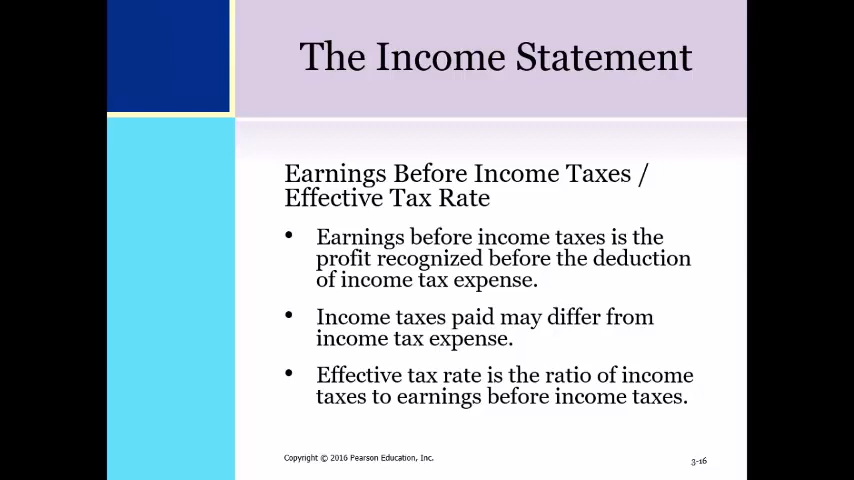 The Income Statement
Earnings Before Income Taxes /
Effective Tax Rate
• Earnings before income taxes is the
profit recognized before the deduction
of income tax expense.
• Income taxes paid may differ from
income tax expense.
• Effective tax rate is the ratio of income
taxes to earnings before income taxes.
Copyright © 2016 Pearson Education, Inc.
3-16